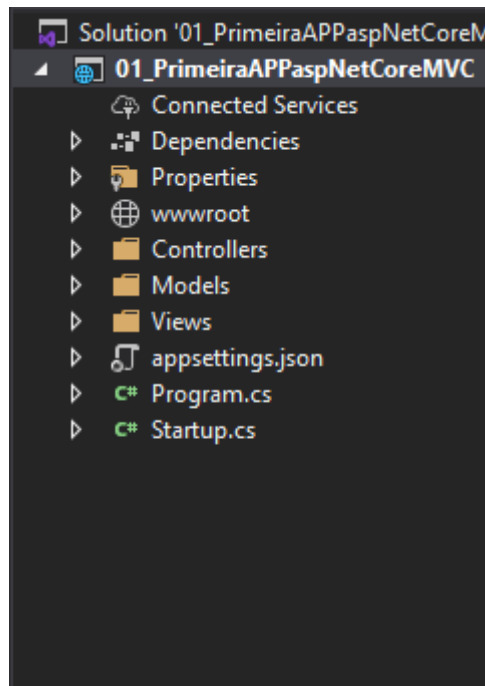 Solution '01_PrimeiraAPPaspNetCoreM
01_PrimeiraAPPaspNetCoreMVC
Connected Services
Dependencies
Properties
wwwroot
Controllers
Models
Views
appsettings.json
C# Program.cs
C# Startup.cs